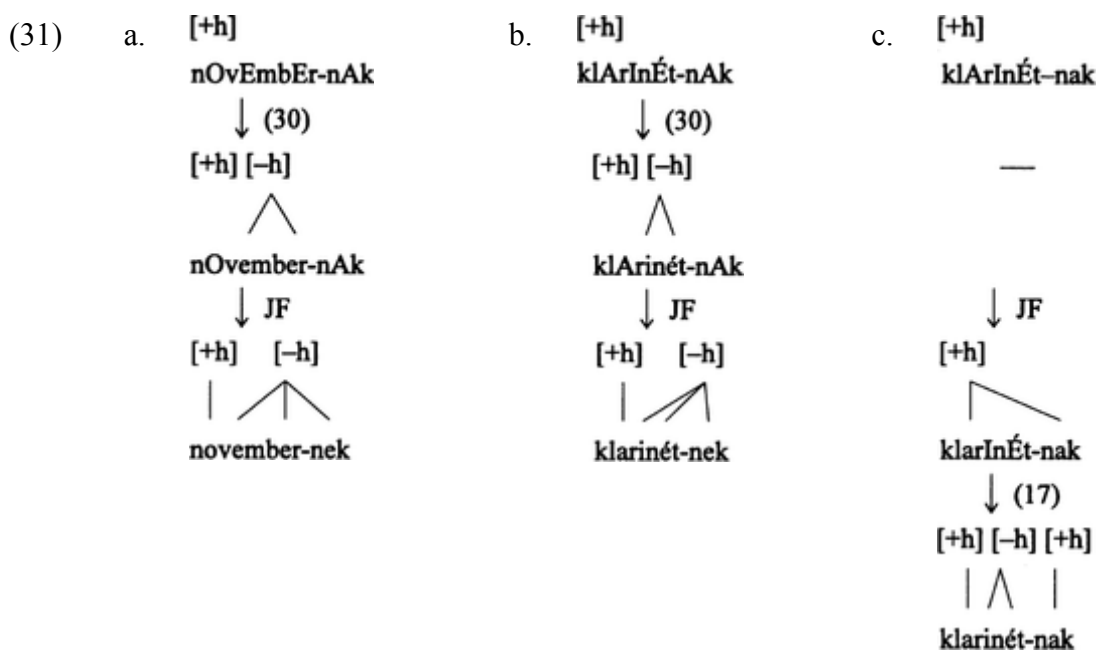 (31) a. [+h] b. [+h] c. [+h]
nOvEmbEr-nAk klArInÉt-nAk klArInÉt–nak
↓ (30) ↓ (30)
[+h] [–h] [+h] [–h] —
nOvember-nAk klArinét-nAk
↓ JF ↓ JF ↓ JF
[+h] [–h] [+h] [–h] [+h]
november-nek klarinét-nek klarInÉt-nak
↓ (17)
[+h] [–h] [+h]
klarinét-nak